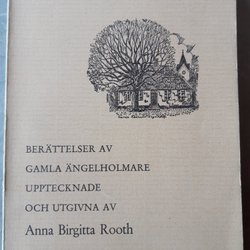 BERÄTTELSER AV
GAMLA ÄNGELHOLMARE
UPPTECKNADE
OCH UTGIVNA AV
Anna Birgitta Rooth